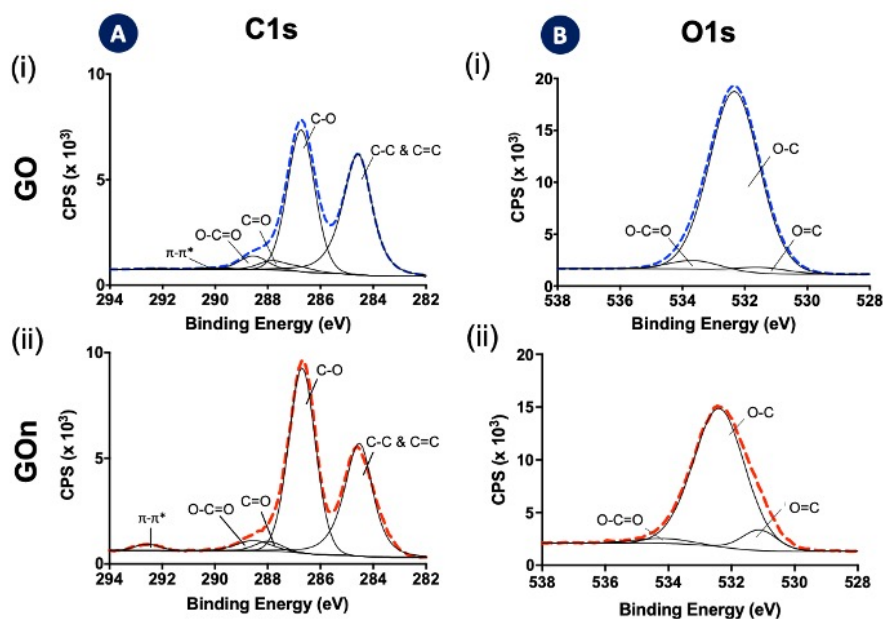 A
C1s
B
O1s
(i)
GO
CPS (x 10³)
10
5
0
C-O
C-C & C=C
C=O
O-C=O
π-π*
294 292 290 288 286 284 282
Binding Energy (eV)
(i)
CPS (x 10³)
20
15
10
5
0
O-C
O-C=O
O=C
538 536 534 532 530 528
Binding Energy (eV)
(ii)
GOn
CPS (x 10³)
10
5
0
C-O
C-C & C=C
C=O
O-C=O
π-π*
294 292 290 288 286 284 282
Binding Energy (eV)
(ii)
CPS (x 10³)
20
15
10
5
0
O-C
O=C
O-C=O
538 536 534 532 530 528
Binding Energy (eV)